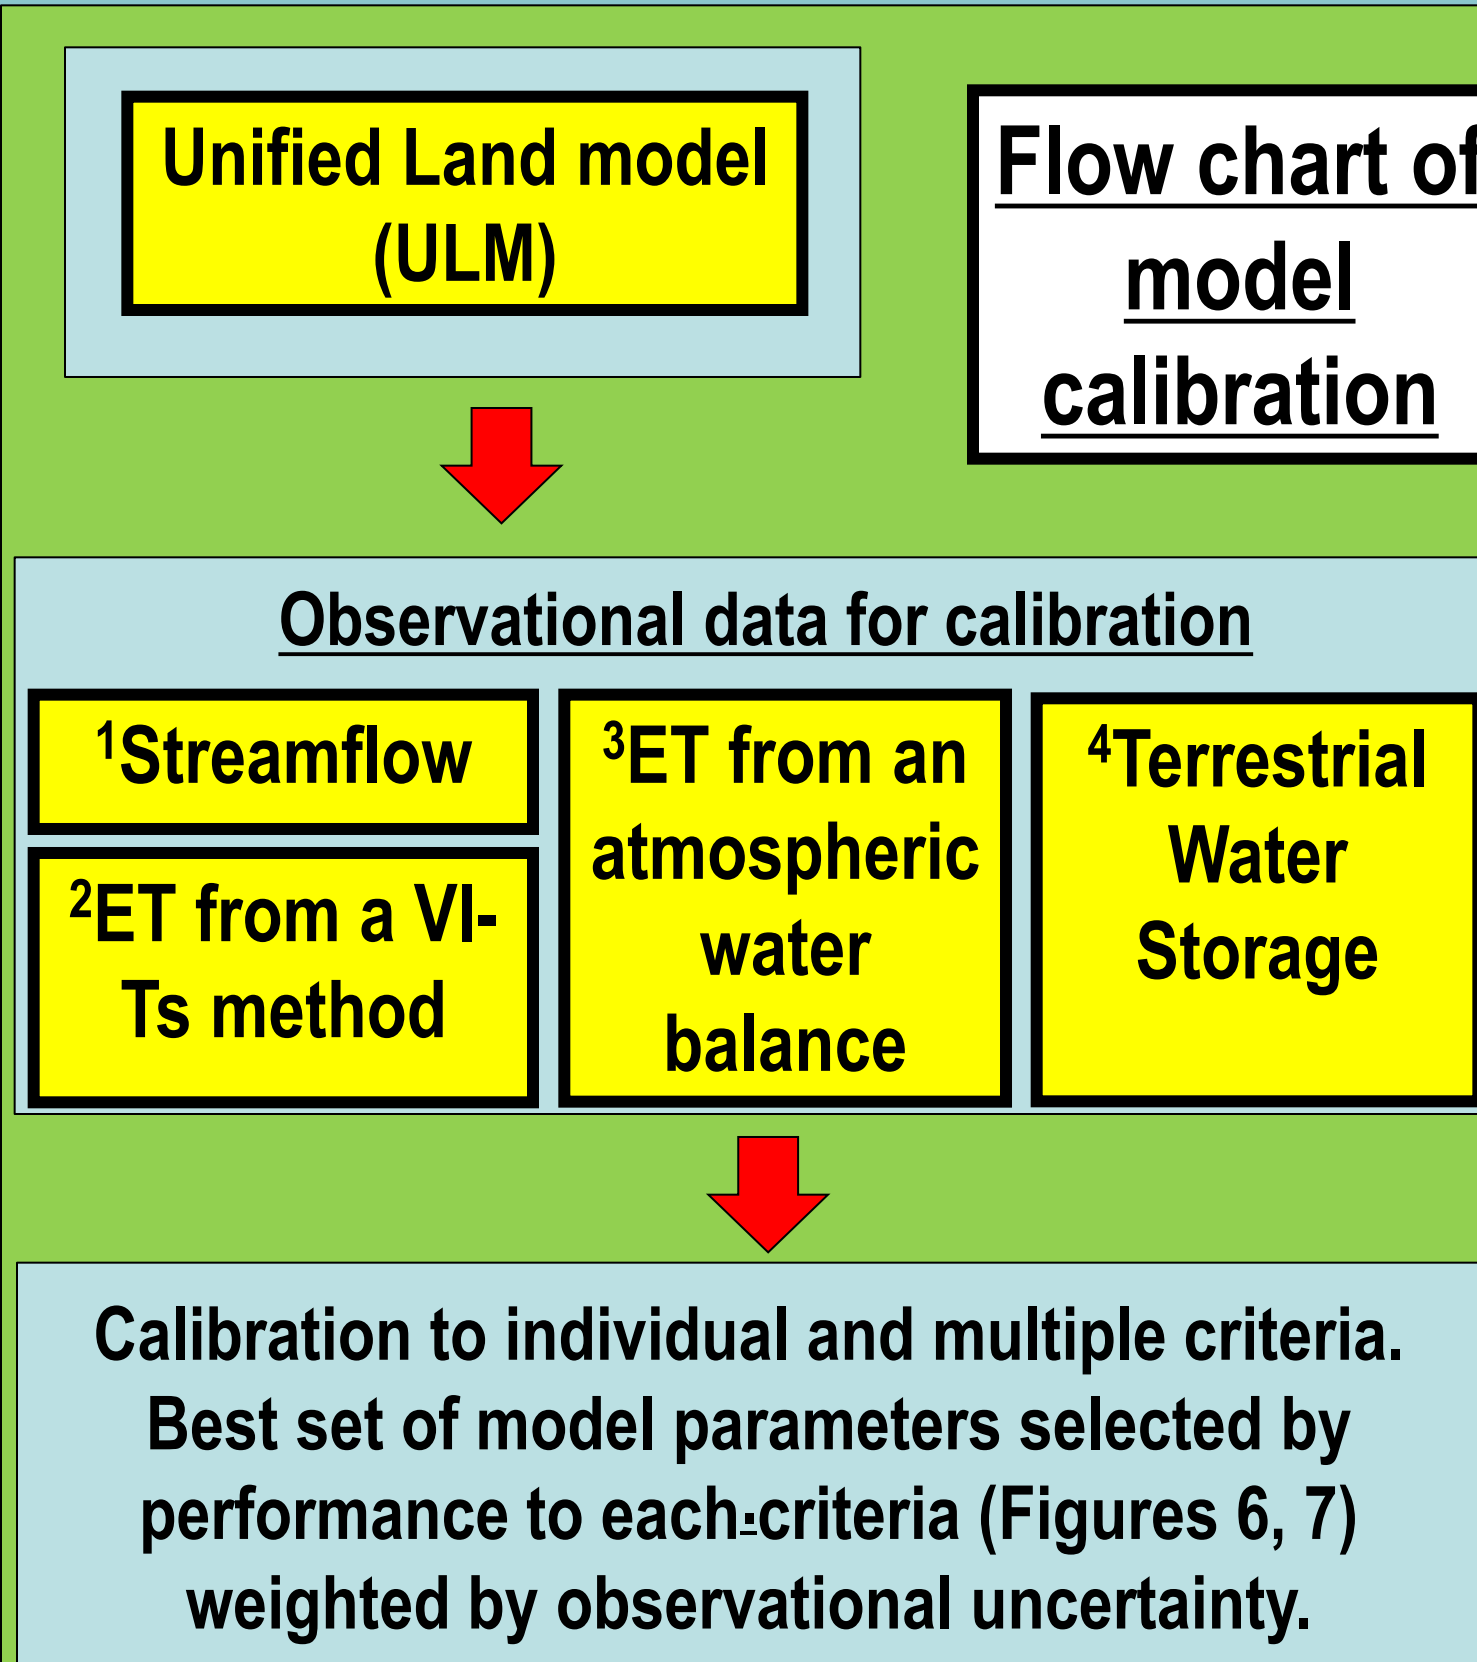 Unified Land model
(ULM)
Flow chart of
model
calibration
Observational data for calibration
¹Streamflow
²ET from a VI-
Ts method
³ET from an
atmospheric
water
balance
⁴Terrestrial
Water
Storage
Calibration to individual and multiple criteria.
Best set of model parameters selected by
performance to each criteria (Figures 6, 7)
weighted by observational uncertainty.